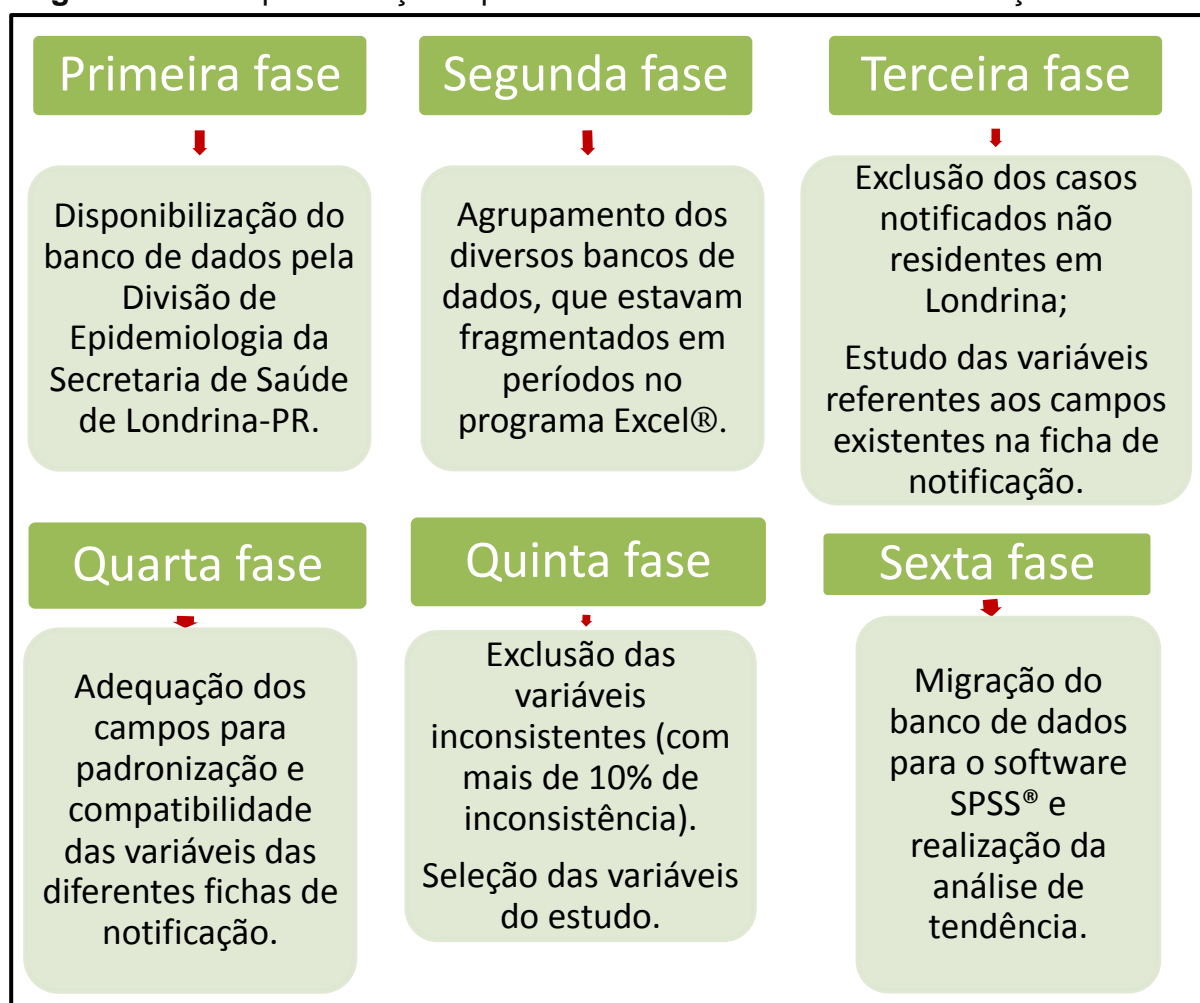 Primeira fase
Disponibilização do
banco de dados pela
Divisão de
Epidemiologia da
Secretaria de Saúde
de Londrina-PR.
Segunda fase
Agrupamento dos
diversos bancos de
dados, que estavam
fragmentados em
períodos no
programa Excel®.
Terceira fase
Exclusão dos casos
notificados não
residentes em
Londrina;
Estudo das variáveis
referentes aos campos
existentes na ficha de
notificação.
Quarta fase
Adequação dos
campos para
padronização e
compatibilidade
das variáveis das
diferentes fichas de
notificação.
Quinta fase
Exclusão das
variáveis
inconsistentes (com
mais de 10% de
inconsistência).
Seleção das variáveis
do estudo.
Sexta fase
Migração do
banco de dados
para o software
SPSS® e
realização da
análise de
tendência.